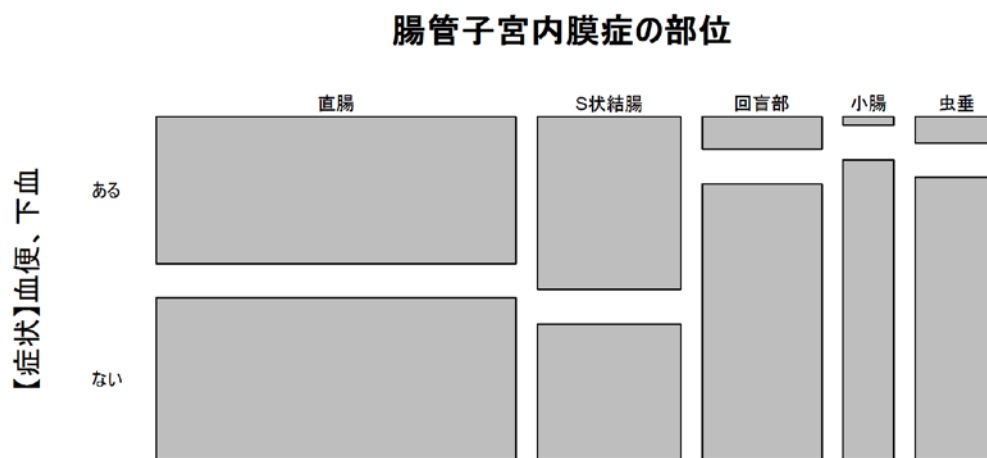 腸管子宮内膜症の部位
直腸
S状結腸
回盲部
小腸
虫垂
【症状】血便、下血
ある
ない